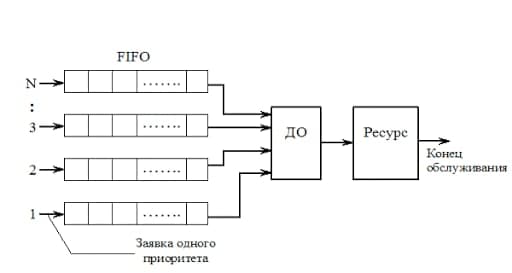 FIFO
N
:
3
2
1
ДО
Ресурс
Конец
обслуживания
Заявка одного
приоритета